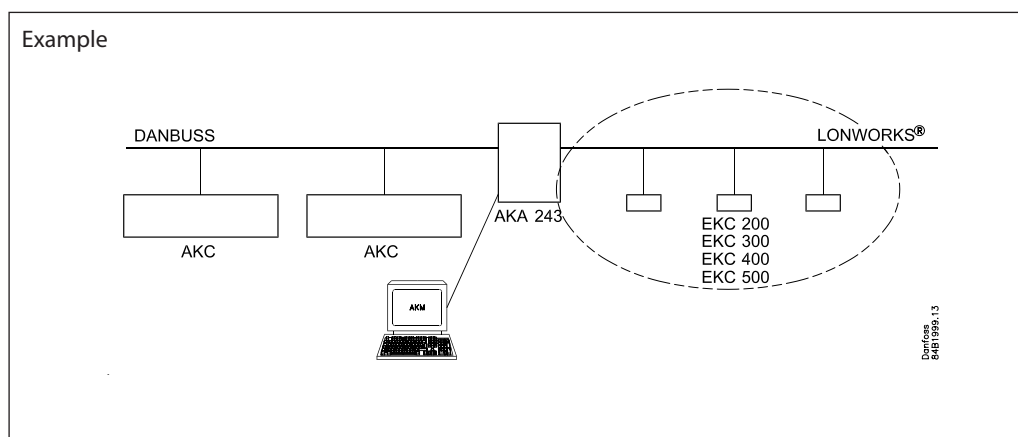 Example
DANBUSS
LONWORKS®
AKA 243
AKC
AKC
EKC 200
EKC 300
EKC 400
EKC 500
AKM
Danfoss
84B1999.13